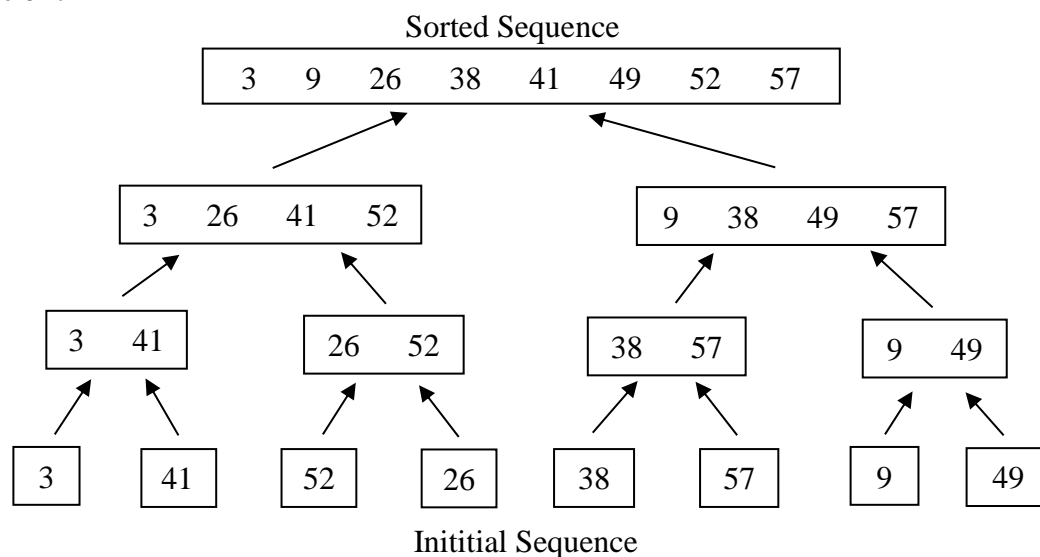 Sorted Sequence
3 9 26 38 41 49 52 57
3 26 41 52 9 38 49 57
3 41 26 52 38 57 9 49
3 41 52 26 38 57 9 49
Inititial Sequence